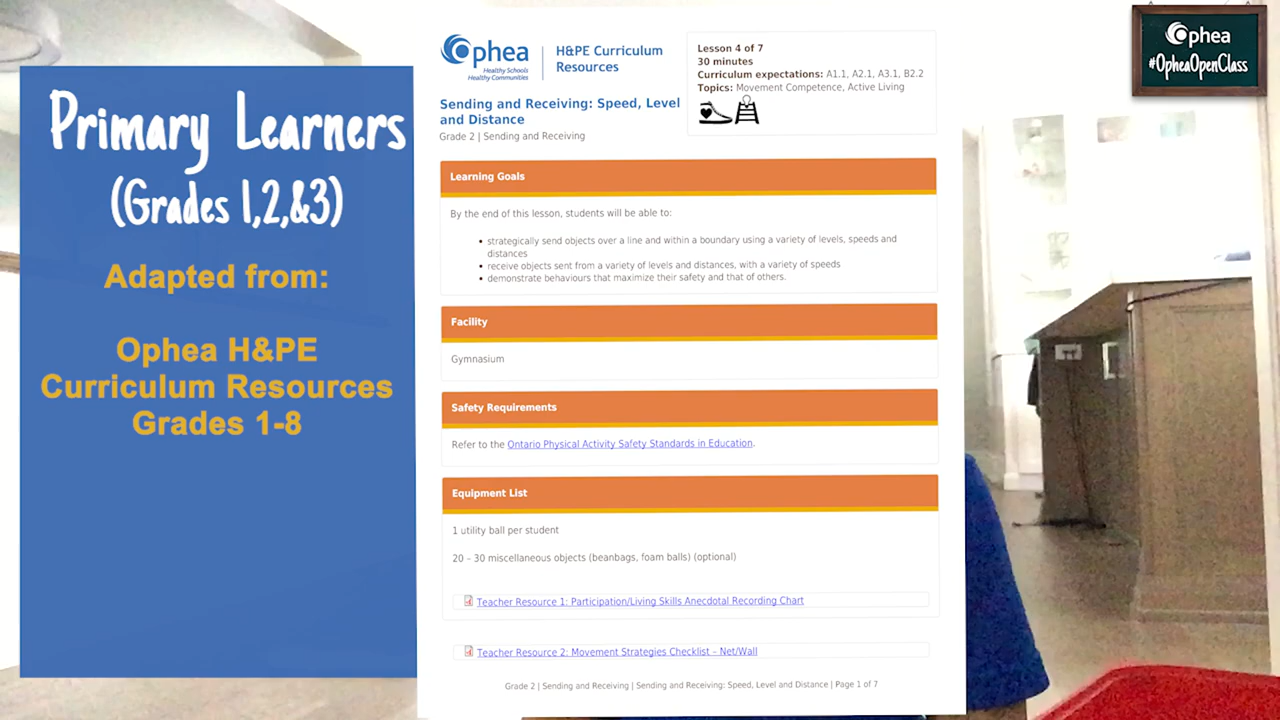 Primary Learners
(Grades 1,2,&3)
Adapted from:
Ophea H&PE
Curriculum Resources
Grades 1-8
Ophea
Healthy Schools
Healthy Communities
H&PE Curriculum
Resources
Lesson 4 of 7
30 minutes
Curriculum expectations: A1.1, A2.1, A3.1, B2.2
Topics: Movement Competence, Active Living
Sending and Receiving: Speed, Level
and Distance
Grade 2 | Sending and Receiving
Learning Goals
By the end of this lesson, students will be able to:
• strategically send objects over a line and within a boundary using a variety of levels, speeds and
distances
• receive objects sent from a variety of levels and distances, with a variety of speeds
• demonstrate behaviours that maximize their safety and that of others.
Facility
Gymnasium
Safety Requirements
Refer to the Ontario Physical Activity Safety Standards in Education.
Equipment List
1 utility ball per student
20 – 30 miscellaneous objects (beanbags, foam balls) (optional)
Teacher Resource 1: Participation/Living Skills Anecdotal Recording Chart
Teacher Resource 2: Movement Strategies Checklist – Net/Wall
Grade 2 | Sending and Receiving | Sending and Receiving: Speed, Level and Distance | Page 1 of 7
Ophea
#OpheaOpenClass